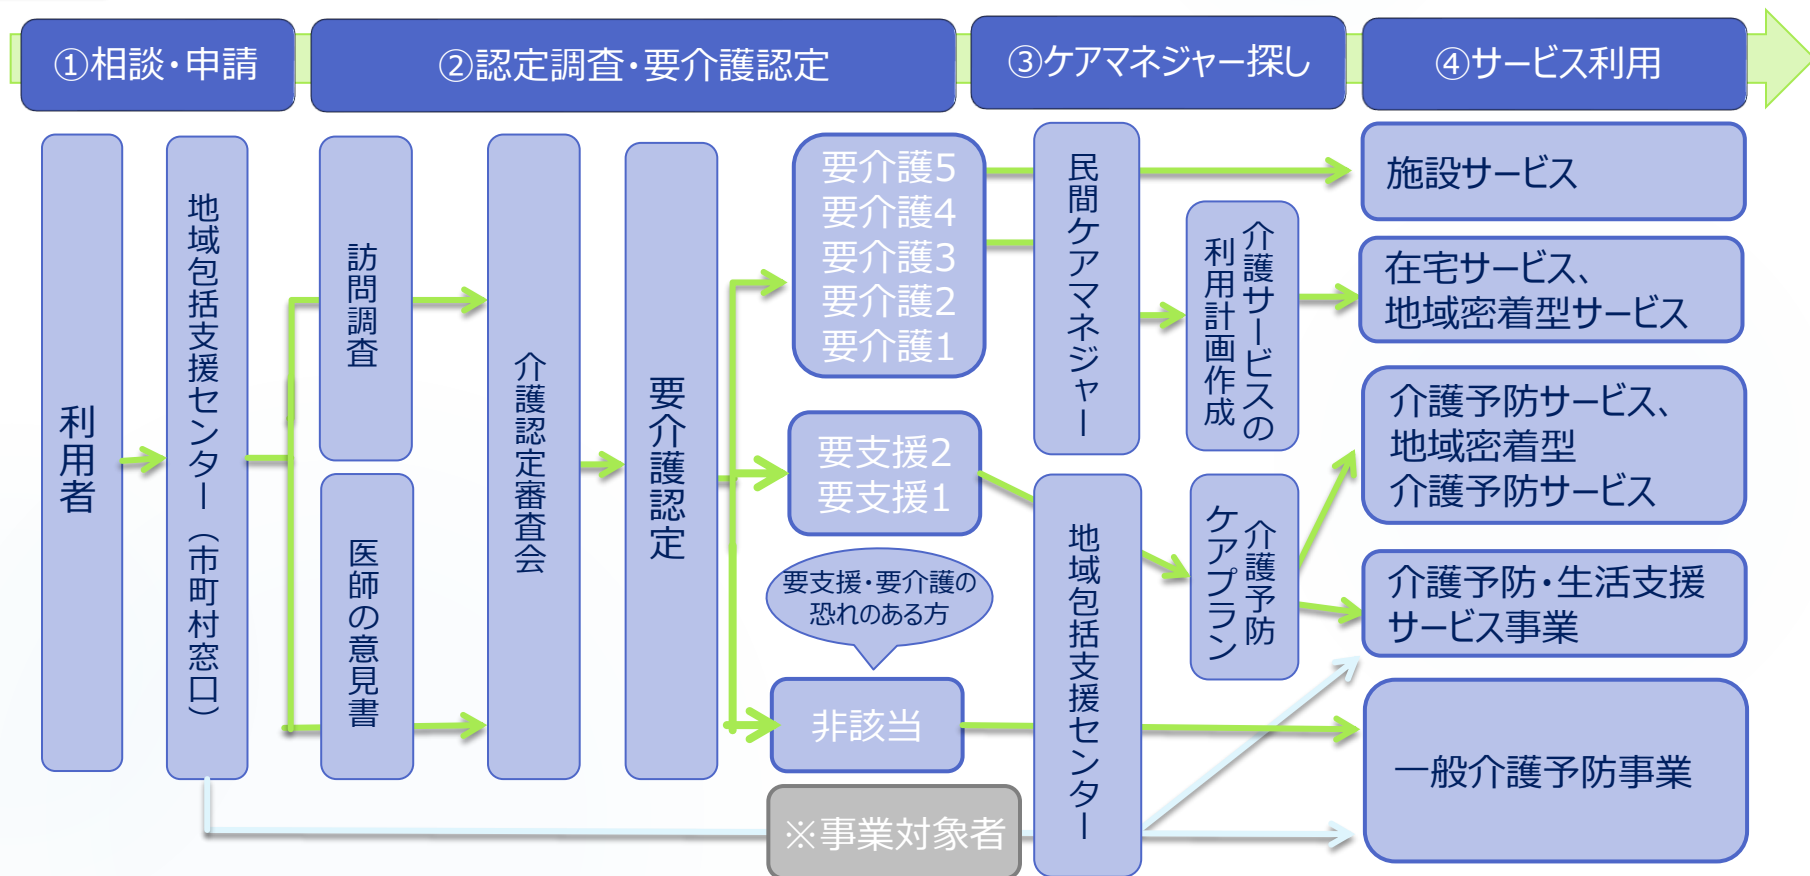 ①相談・申請
②認定調査・要介護認定
③ケアマネジャー探し
④サービス利用
利用者
地域包括支援センター（市町村窓口）
訪問調査
医師の意見書
介護認定審査会
要介護認定
要介護5
要介護4
要介護3
要介護2
要介護1
要支援2
要支援1
要支援・要介護の
恐れのある方
非該当
※事業対象者
民間ケアマネジャー
地域包括支援センター
介護サービスの
利用計画作成
介護予防
ケアプラン
施設サービス
在宅サービス、
地域密着型サービス
介護予防サービス、
地域密着型
介護予防サービス
介護予防・生活支援
サービス事業
一般介護予防事業